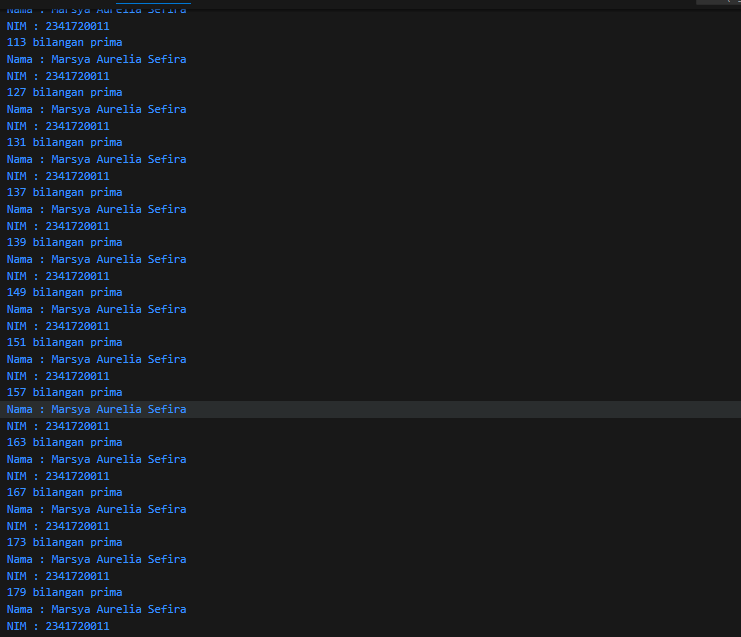 Nama : Marsya Aurelia Sefira
NIM : 2341720011
113 bilangan prima
Nama : Marsya Aurelia Sefira
NIM : 2341720011
127 bilangan prima
Nama : Marsya Aurelia Sefira
NIM : 2341720011
131 bilangan prima
Nama : Marsya Aurelia Sefira
NIM : 2341720011
137 bilangan prima
Nama : Marsya Aurelia Sefira
NIM : 2341720011
139 bilangan prima
Nama : Marsya Aurelia Sefira
NIM : 2341720011
149 bilangan prima
Nama : Marsya Aurelia Sefira
NIM : 2341720011
151 bilangan prima
Nama : Marsya Aurelia Sefira
NIM : 2341720011
157 bilangan prima
Nama : Marsya Aurelia Sefira
NIM : 2341720011
163 bilangan prima
Nama : Marsya Aurelia Sefira
NIM : 2341720011
167 bilangan prima
Nama : Marsya Aurelia Sefira
NIM : 2341720011
173 bilangan prima
Nama : Marsya Aurelia Sefira
NIM : 2341720011
179 bilangan prima
Nama : Marsya Aurelia Sefira
NIM : 2341720011